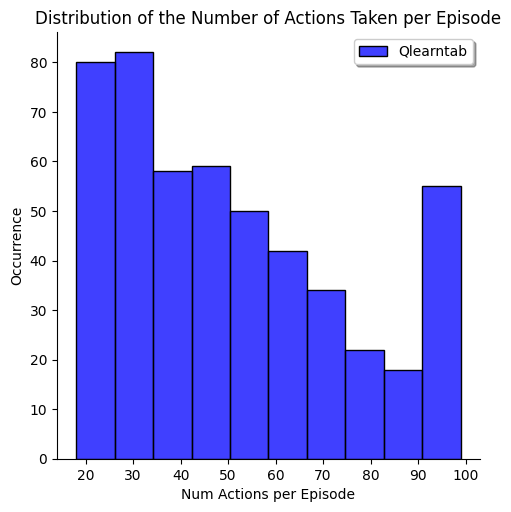 Distribution of the Number of Actions Taken per Episode
Qlearntab
80
70
60
50
40
30
20
10
0
Occurrence
20 30 40 50 60 70 80 90 100
Num Actions per Episode